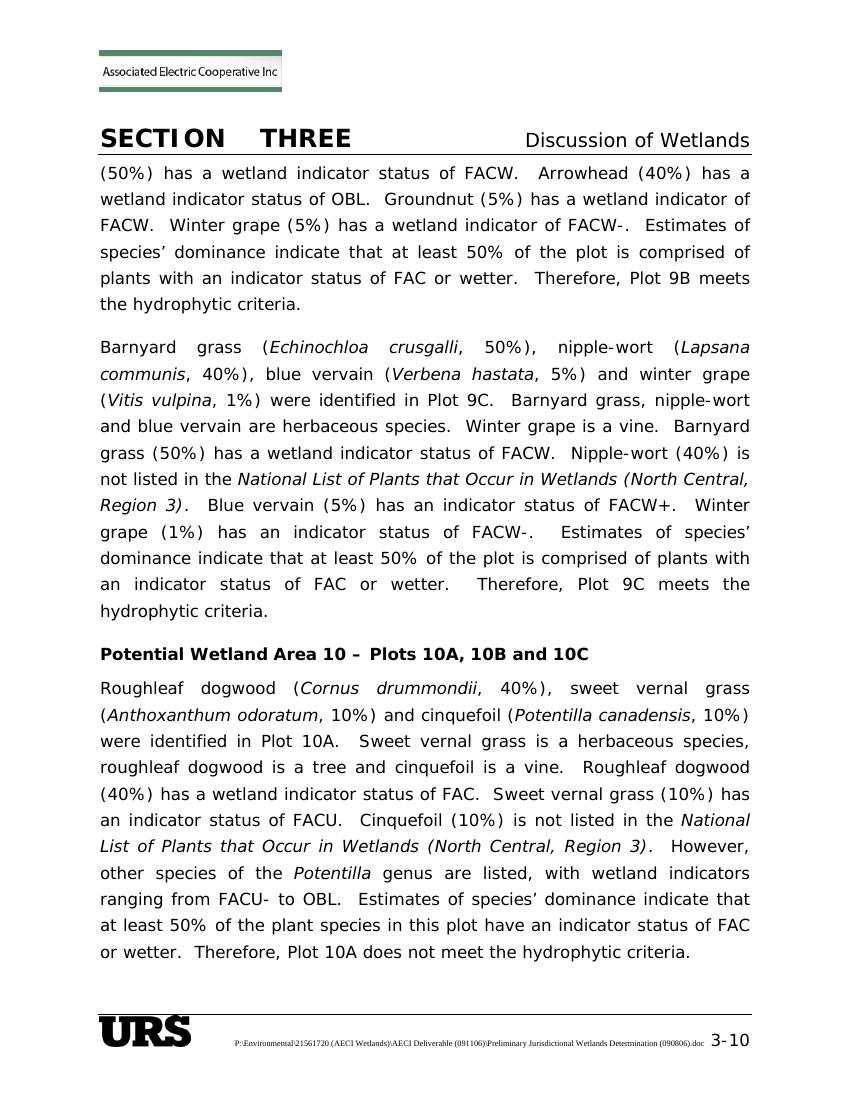 Associated Electric Cooperative Inc
SECTION THREE Discussion of Wetlands
(50%) has a wetland indicator status of FACW. Arrowhead (40%) has a
wetland indicator status of OBL. Groundnut (5%) has a wetland indicator of
FACW. Winter grape (5%) has a wetland indicator of FACW-. Estimates of
species’ dominance indicate that at least 50% of the plot is comprised of
plants with an indicator status of FAC or wetter. Therefore, Plot 9B meets
the hydrophytic criteria.
Barnyard grass (Echinochloa crusgalli, 50%), nipple-wort (Lapsana
communis, 40%), blue vervain (Verbena hastata, 5%) and winter grape
(Vitis vulpina, 1%) were identified in Plot 9C. Barnyard grass, nipple-wort
and blue vervain are herbaceous species. Winter grape is a vine. Barnyard
grass (50%) has a wetland indicator status of FACW. Nipple-wort (40%) is
not listed in the National List of Plants that Occur in Wetlands (North Central,
Region 3). Blue vervain (5%) has an indicator status of FACW+. Winter
grape (1%) has an indicator status of FACW-. Estimates of species’
dominance indicate that at least 50% of the plot is comprised of plants with
an indicator status of FAC or wetter. Therefore, Plot 9C meets the
hydrophytic criteria.
Potential Wetland Area 10 – Plots 10A, 10B and 10C
Roughleaf dogwood (Cornus drummondii, 40%), sweet vernal grass
(Anthoxanthum odoratum, 10%) and cinquefoil (Potentilla canadensis, 10%)
were identified in Plot 10A. Sweet vernal grass is a herbaceous species,
roughleaf dogwood is a tree and cinquefoil is a vine. Roughleaf dogwood
(40%) has a wetland indicator status of FAC. Sweet vernal grass (10%) has
an indicator status of FACU. Cinquefoil (10%) is not listed in the National
List of Plants that Occur in Wetlands (North Central, Region 3). However,
other species of the Potentilla genus are listed, with wetland indicators
ranging from FACU- to OBL. Estimates of species’ dominance indicate that
at least 50% of the plant species in this plot have an indicator status of FAC
or wetter. Therefore, Plot 10A does not meet the hydrophytic criteria.
URS P:\Environmental\21561720 (AECI Wetlands)\AECI Deliverable (091106)\Preliminary Jurisdictional Wetlands Determination (090806).doc 3-10